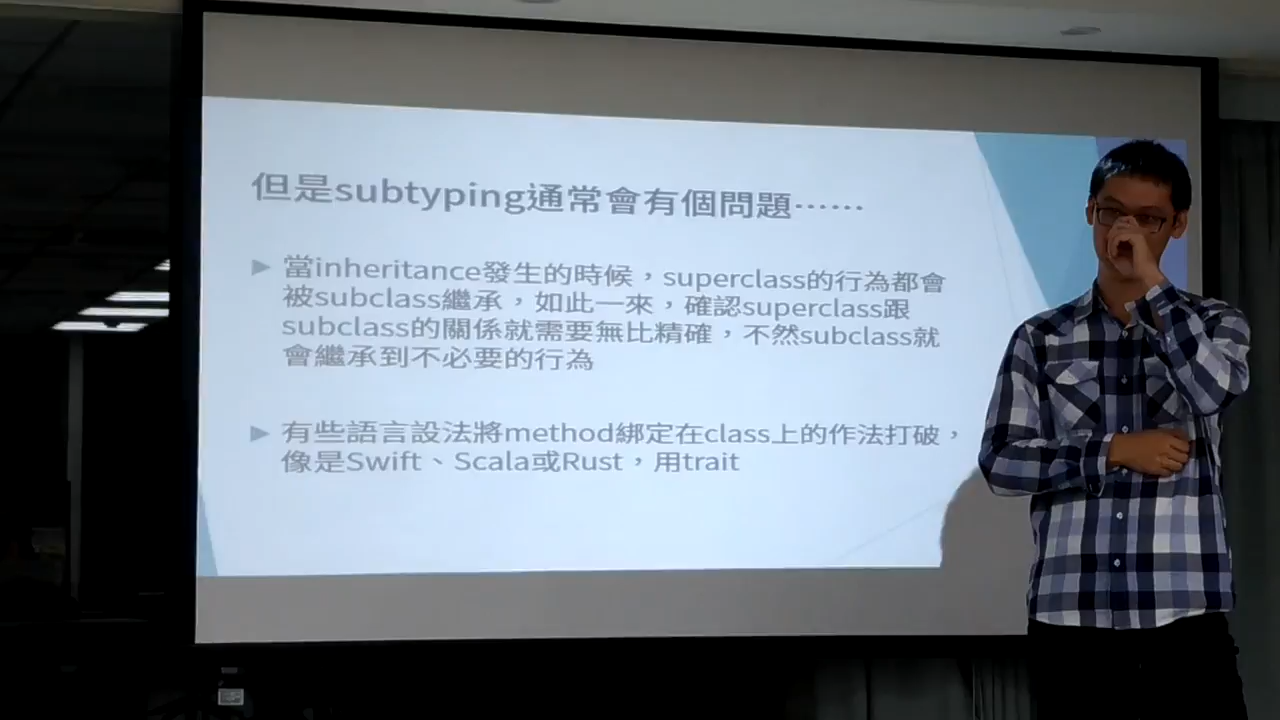 但是subtyping通常會有個問題……
當inheritance發生的時候，superclass的行為都會
被subclass繼承，如此一來，確認superclass跟
subclass的關係就需要無比精確，不然subclass就
會繼承到不必要的行為
有些語言設法將method綁定在class上的作法打破，
像是Swift、Scala或Rust，用trait